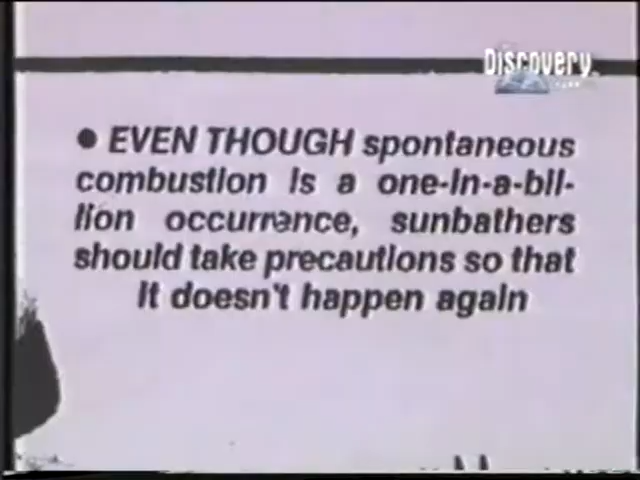 Discovery
• EVEN THOUGH spontaneous
combustion is a one-in-a-bil-
lion occurrence, sunbathers
should take precautions so that
it doesn't happen again